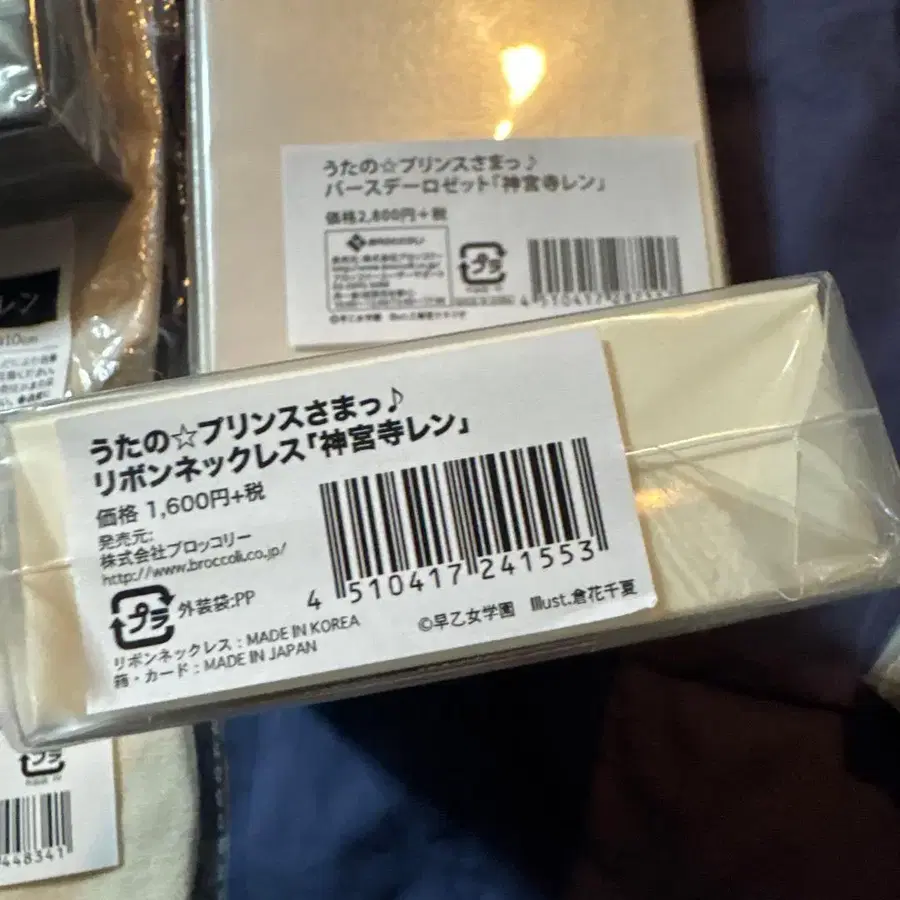 うたの☆プリンスさまっ♪
バースデーロゼット「神宮寺レン」
価格2,800円+税
BROCCOLI
プラ
©早乙女学園
レン
うたの☆プリンスさまっ♪
リボンネックレス「神宮寺レン」
価格 1,600円+税
発売元:
株式会社ブロッコリー
http://www.broccoli.co.jp/
プラ 外装袋:PP
4 510417 241553
リボンネックレス：MADE IN KOREA
箱・カード：MADE IN JAPAN
©早乙女学園 Illust.倉花千夏
プラ
448341